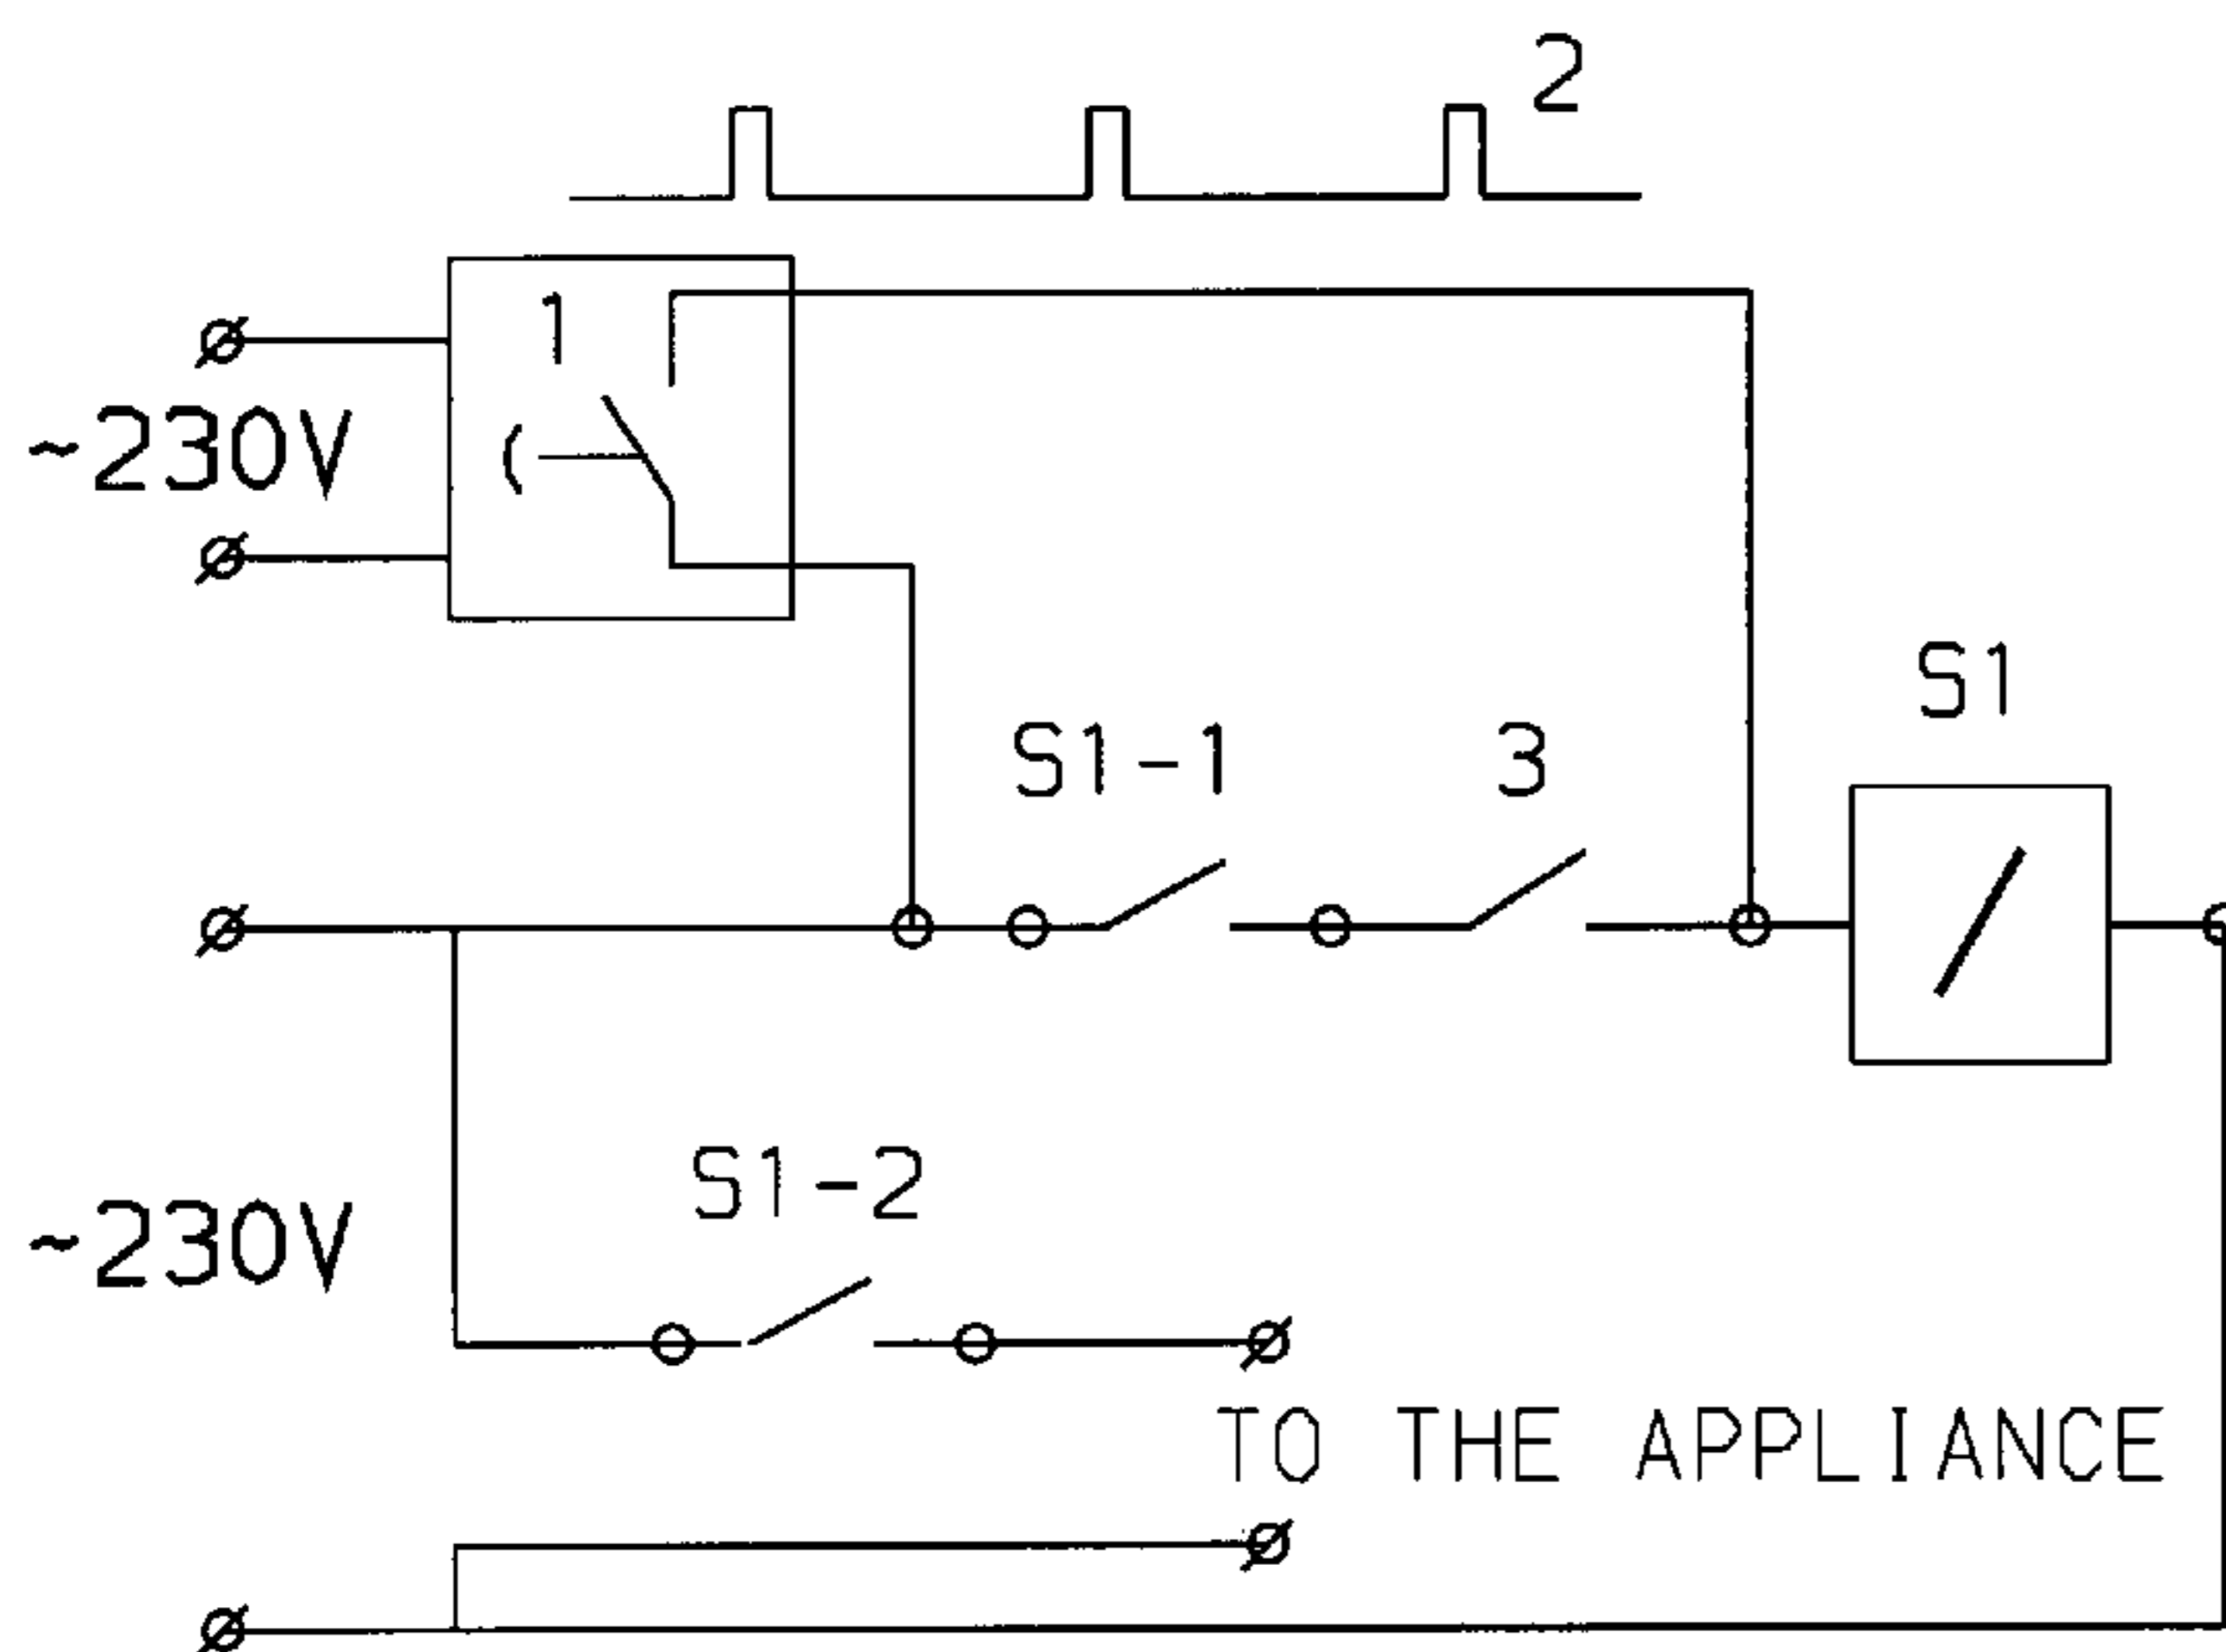 2
1
~230V
S1
S1-1
3
S1-2
~230V
TO THE APPLIANCE